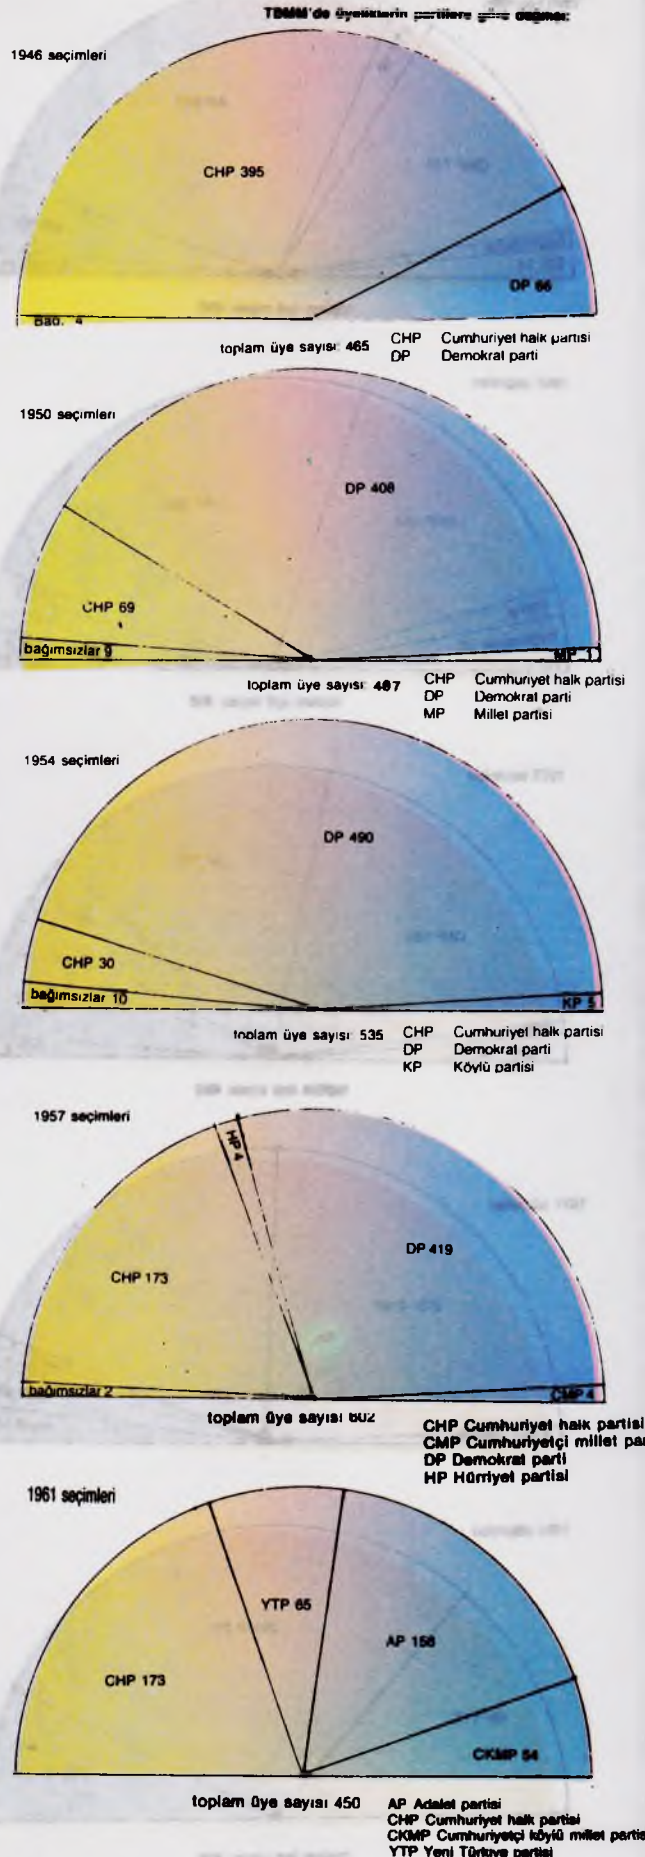 TBMM'de üyeliklerin partilere göre dağılımı:
1946 seçimleri
CHP 395
DP 66
Bağ. 4
toplam üye sayısı 465
CHP Cumhuriyet halk partisi
DP Demokrat parti
1950 seçimleri
DP 408
CHP 69
bağımsızlar 9
MP 1
toplam üye sayısı 487
CHP Cumhuriyet halk partisi
DP Demokrat parti
MP Millet partisi
1954 seçimleri
DP 490
CHP 30
bağımsızlar 10
KP 5
toplam üye sayısı 535
CHP Cumhuriyet halk partisi
DP Demokrat parti
KP Köylü partisi
1957 seçimleri
HP 4
DP 419
CHP 173
bağımsızlar 2
CMP 4
toplam üye sayısı 602
CHP Cumhuriyet halk partisi
CMP Cumhuriyetçi millet par
DP Demokrat parti
HP Hürriyet partisi
1961 seçimleri
YTP 65
AP 158
CHP 173
CKMP 54
toplam üye sayısı 450
AP Adalet partisi
CHP Cumhuriyet halk partisi
CKMP Cumhuriyetçi köylü millet partisi
YTP Yeni Türkiye partisi